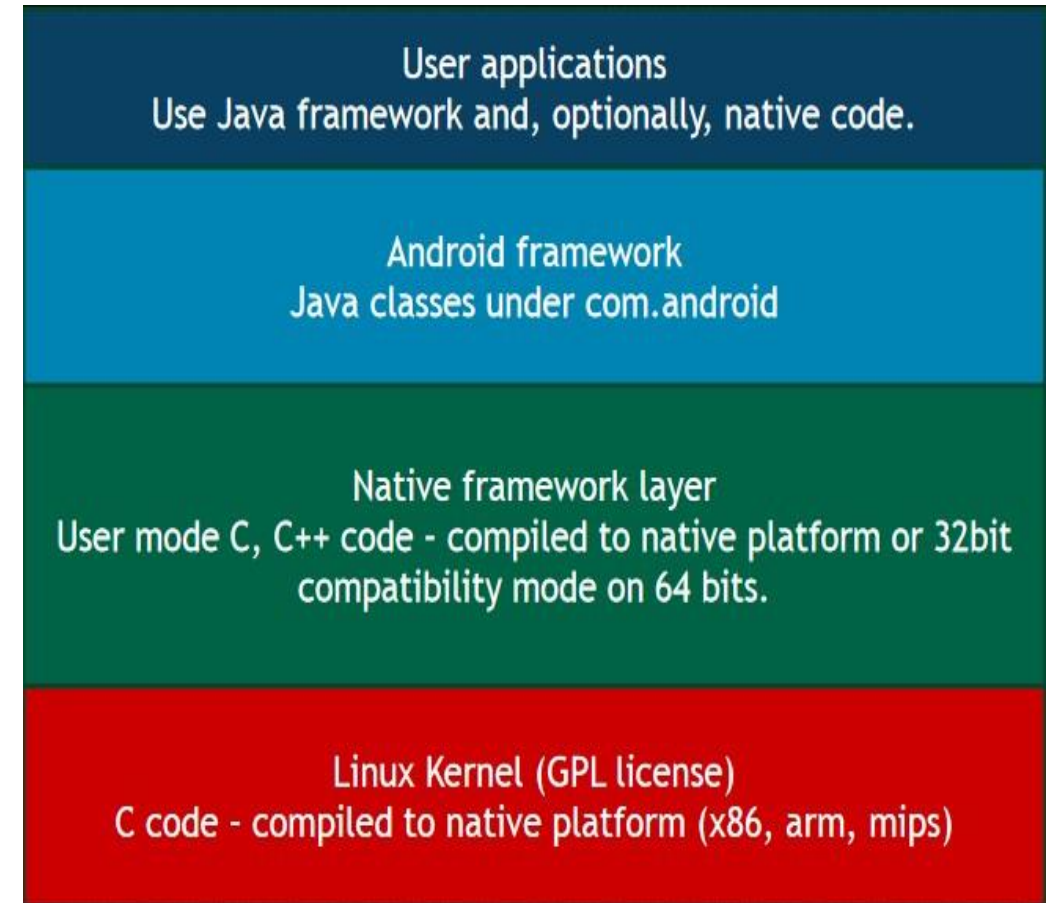 User applications
Use Java framework and, optionally, native code.
Android framework
Java classes under com.android
Native framework layer
User mode C, C++ code - compiled to native platform or 32bit
compatibility mode on 64 bits.
Linux Kernel (GPL license)
C code - compiled to native platform (x86, arm, mips)